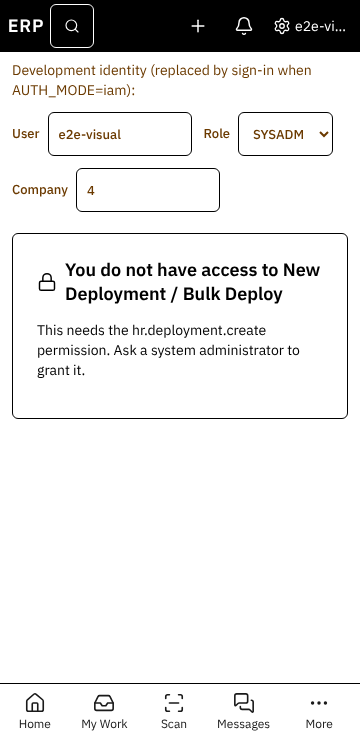 ERP
e2e-vi...
Development identity (replaced by sign-in when
AUTH_MODE=iam):
User e2e-visual Role SYSADM
Company 4
You do not have access to New
Deployment / Bulk Deploy
This needs the hr.deployment.create
permission. Ask a system administrator to
grant it.
Home My Work Scan Messages More